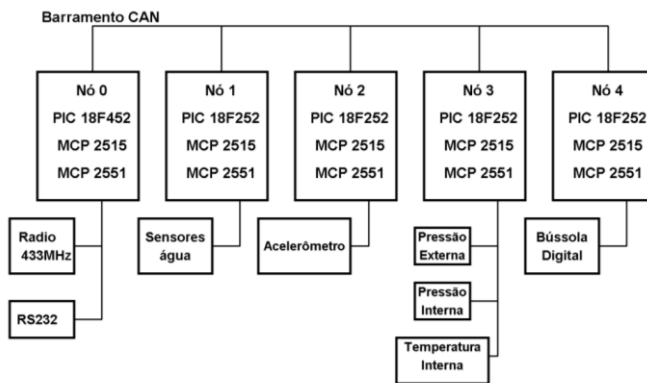 Barramento CAN
Nó 0
PIC 18F452
MCP 2515
MCP 2551
Nó 1
PIC 18F252
MCP 2515
MCP 2551
Nó 2
PIC 18F252
MCP 2515
MCP 2551
Nó 3
PIC 18F252
MCP 2515
MCP 2551
Nó 4
PIC 18F252
MCP 2515
MCP 2551
Radio
433MHz
RS232
Sensores
água
Acelerômetro
Pressão
Externa
Pressão
Interna
Temperatura
Interna
Bússola
Digital